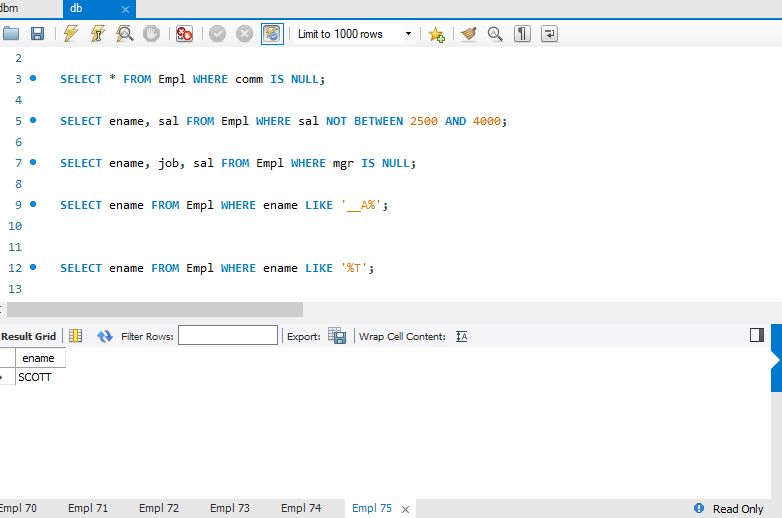 dbm db
Limit to 1000 rows
2
3 SELECT * FROM Empl WHERE comm IS NULL;
4
5 SELECT ename, sal FROM Empl WHERE sal NOT BETWEEN 2500 AND 4000;
6
7 SELECT ename, job, sal FROM Empl WHERE mgr IS NULL;
8
9 SELECT ename FROM Empl WHERE ename LIKE '__A%';
10
11
12 SELECT ename FROM Empl WHERE ename LIKE '%T';
13
Result Grid Filter Rows: Export: Wrap Cell Content:
ename
SCOTT
Empl 70 Empl 71 Empl 72 Empl 73 Empl 74 Empl 75 Read Only